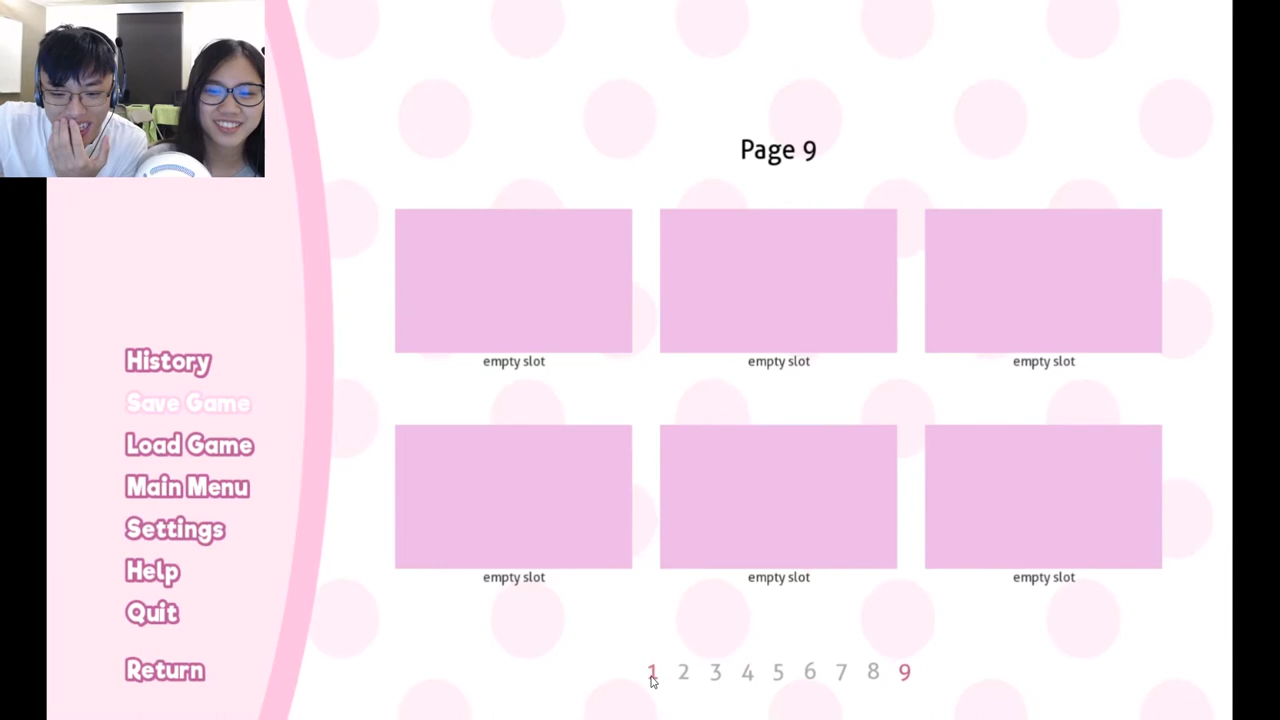 Page 9
empty slot empty slot empty slot
empty slot empty slot empty slot
History
Save Game
Load Game
Main Menu
Settings
Help
Quit
Return
1 2 3 4 5 6 7 8 9